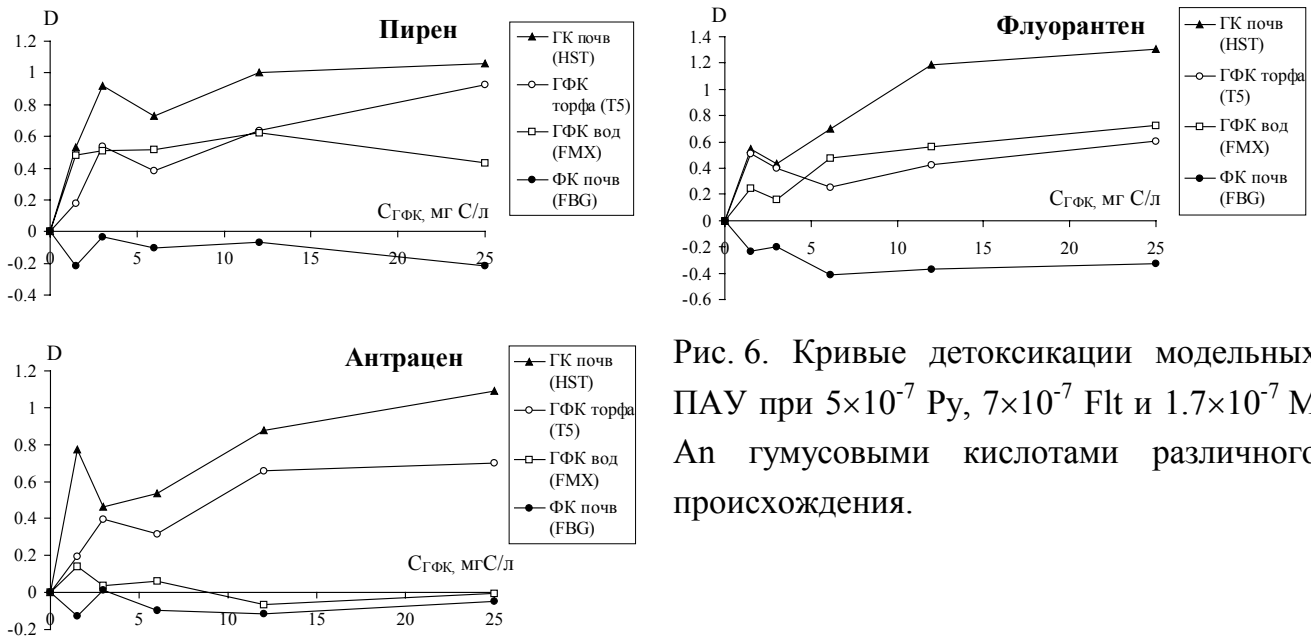 D
Пирен
1.2
1
0.8
0.6
0.4
0.2
0
-0.2
-0.4
0
5
10
15
20
25
CГФК, мг С/л
ГК почв
(HST)
ГФК
торфа (T5)
ГФК вод
(FMX)
ФК почв
(FBG)
D
Флуорантен
1.4
1.2
1
0.8
0.6
0.4
0.2
0
-0.2
-0.4
-0.6
0
5
10
15
20
25
CГФК, мг С/л
ГК почв
(HST)
ГФК торфа
(T5)
ГФК вод
(FMX)
ФК почв
(FBG)
D
Антрацен
1.2
1
0.8
0.6
0.4
0.2
0
-0.2
0
5
10
15
20
25
CГФК, мгС/л
ГК почв
(HST)
ГФК торфа
(T5)
ГФК вод
(FMX)
ФК почв
(FBG)
Рис. 6. Кривые детоксикации модельных
ПАУ при 5×10⁻⁷ Py, 7×10⁻⁷ Flt и 1.7×10⁻⁷ М
An гумусовыми кислотами различного
происхождения.